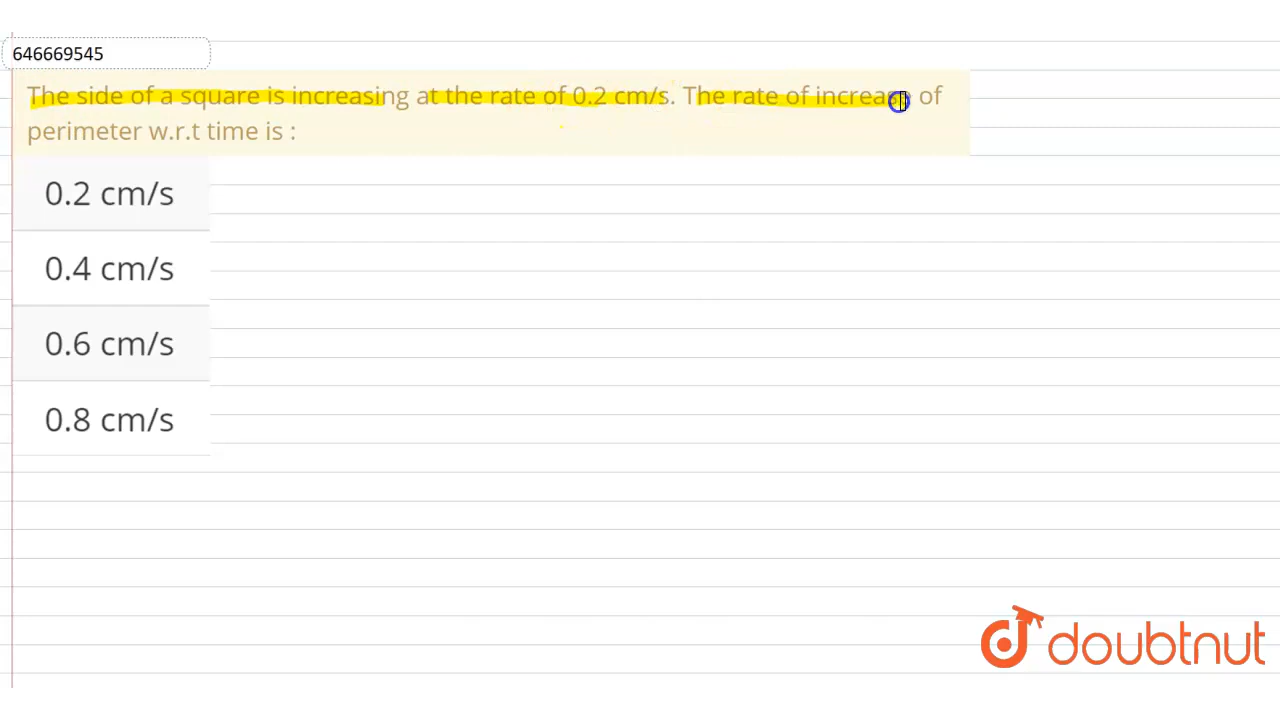 646669545
The side of a square is increasing at the rate of 0.2 cm/s. The rate of increase of
perimeter w.r.t time is :
0.2 cm/s
0.4 cm/s
0.6 cm/s
0.8 cm/s
doubtnut